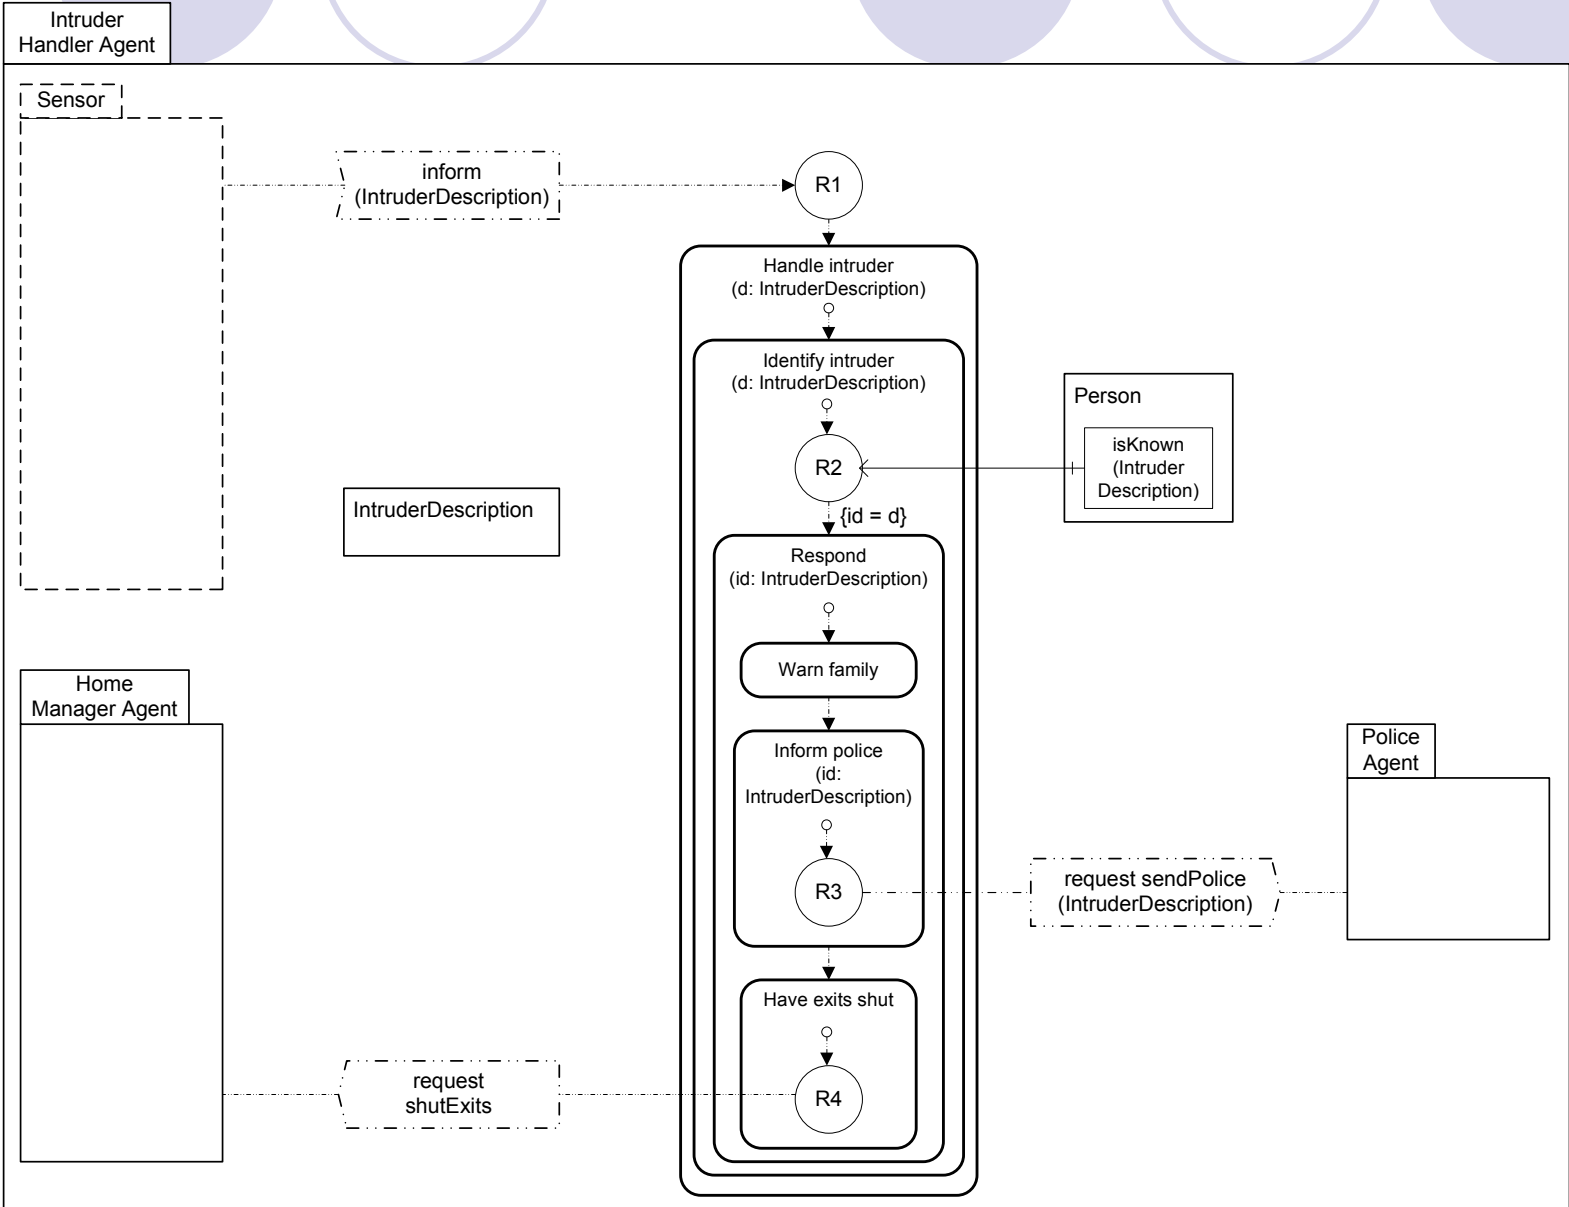 Intruder
Handler Agent
Sensor
inform
(IntruderDescription)
R1
Handle intruder
(d: IntruderDescription)
Identify intruder
(d: IntruderDescription)
Person
isKnown
(Intruder
Description)
R2
IntruderDescription
{id = d}
Respond
(id: IntruderDescription)
Warn family
Home
Manager Agent
Inform police
(id:
IntruderDescription)
Police
Agent
R3
request sendPolice
(IntruderDescription)
Have exits shut
request
shutExits
R4